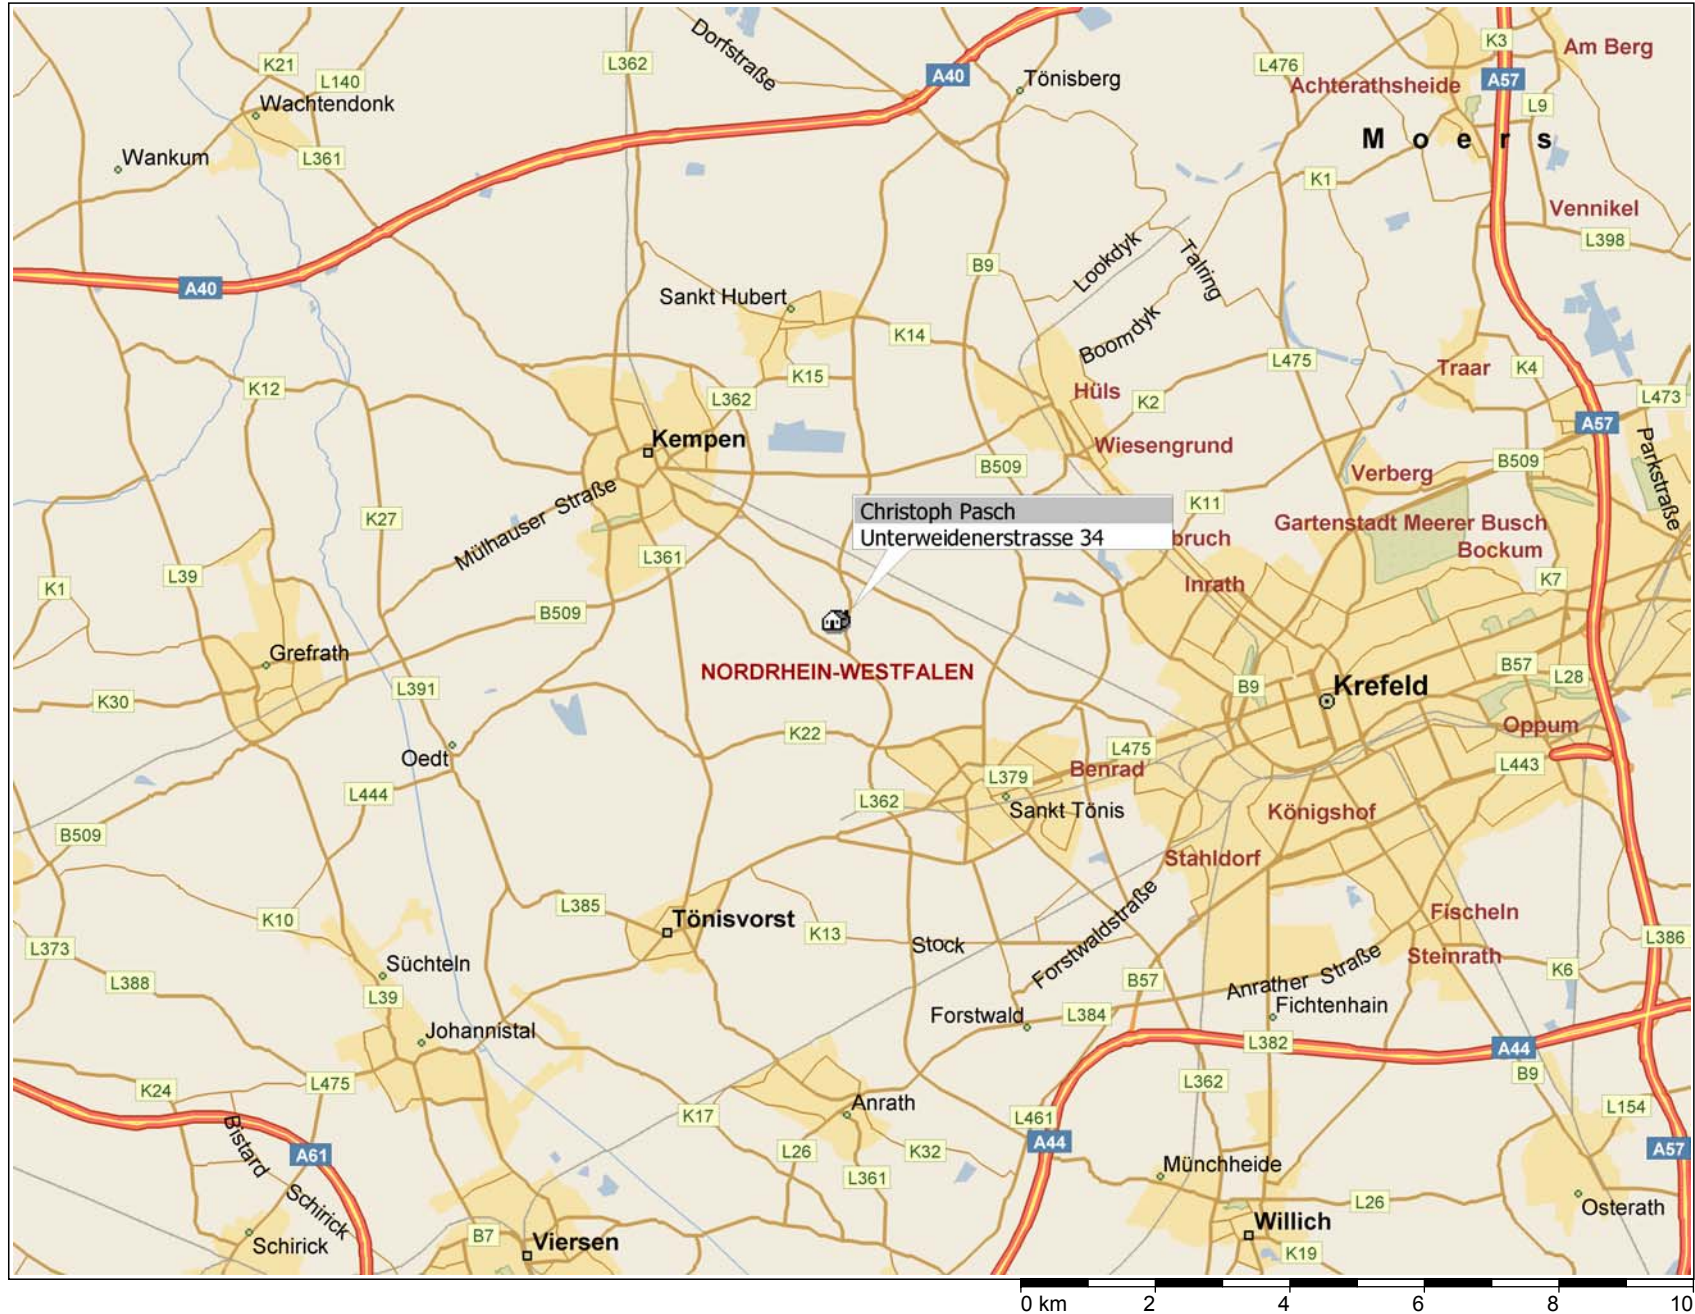 K3
Am Berg
K21
L362
Dorfstraße
L476
L140
A40
Tönisberg
Achterathsheide
A57
Wachtendonk
L9
Moers
Wankum
L361
K1
Vennikel
L398
B9
Lookdyk
Talring
A40
Sankt Hubert
K14
Boomdyk
L475
Traar
K4
K15
K12
Hüls
L473
L362
K2
A57
Kempen
Wiesengrund
B509
B509
Verberg
Parkstraße
Mülhauser Straße
K11
Christoph Pasch
K27
Gartenstadt Meerer Busch
Unterweidenerstrasse 34
bruch
Bockum
L361
L39
K7
K1
Inrath
B509
Grefrath
NORDRHEIN-WESTFALEN
B57
L28
L391
B9
Krefeld
K30
Oppum
K22
L475
Oedt
Benrad
L443
L379
L444
L362
Sankt Tönis
Königshof
B509
Stahldorf
L385
Forstwaldstraße
K10
Tönisvorst
Fischeln
K13
L386
L373
Stock
Steinrath
Süchteln
Anrather Straße
K6
L388
B57
L39
Fichtenhain
Forstwald
L384
Johannistal
L382
A44
B9
L475
L362
K24
Anrath
L154
K17
L461
Bistard
A44
A57
A61
L26
K32
Münchheide
L361
Schirick
L26
Osterath
Willich
B7
Viersen
Schirick
K19
0 km 2 4 6 8 10